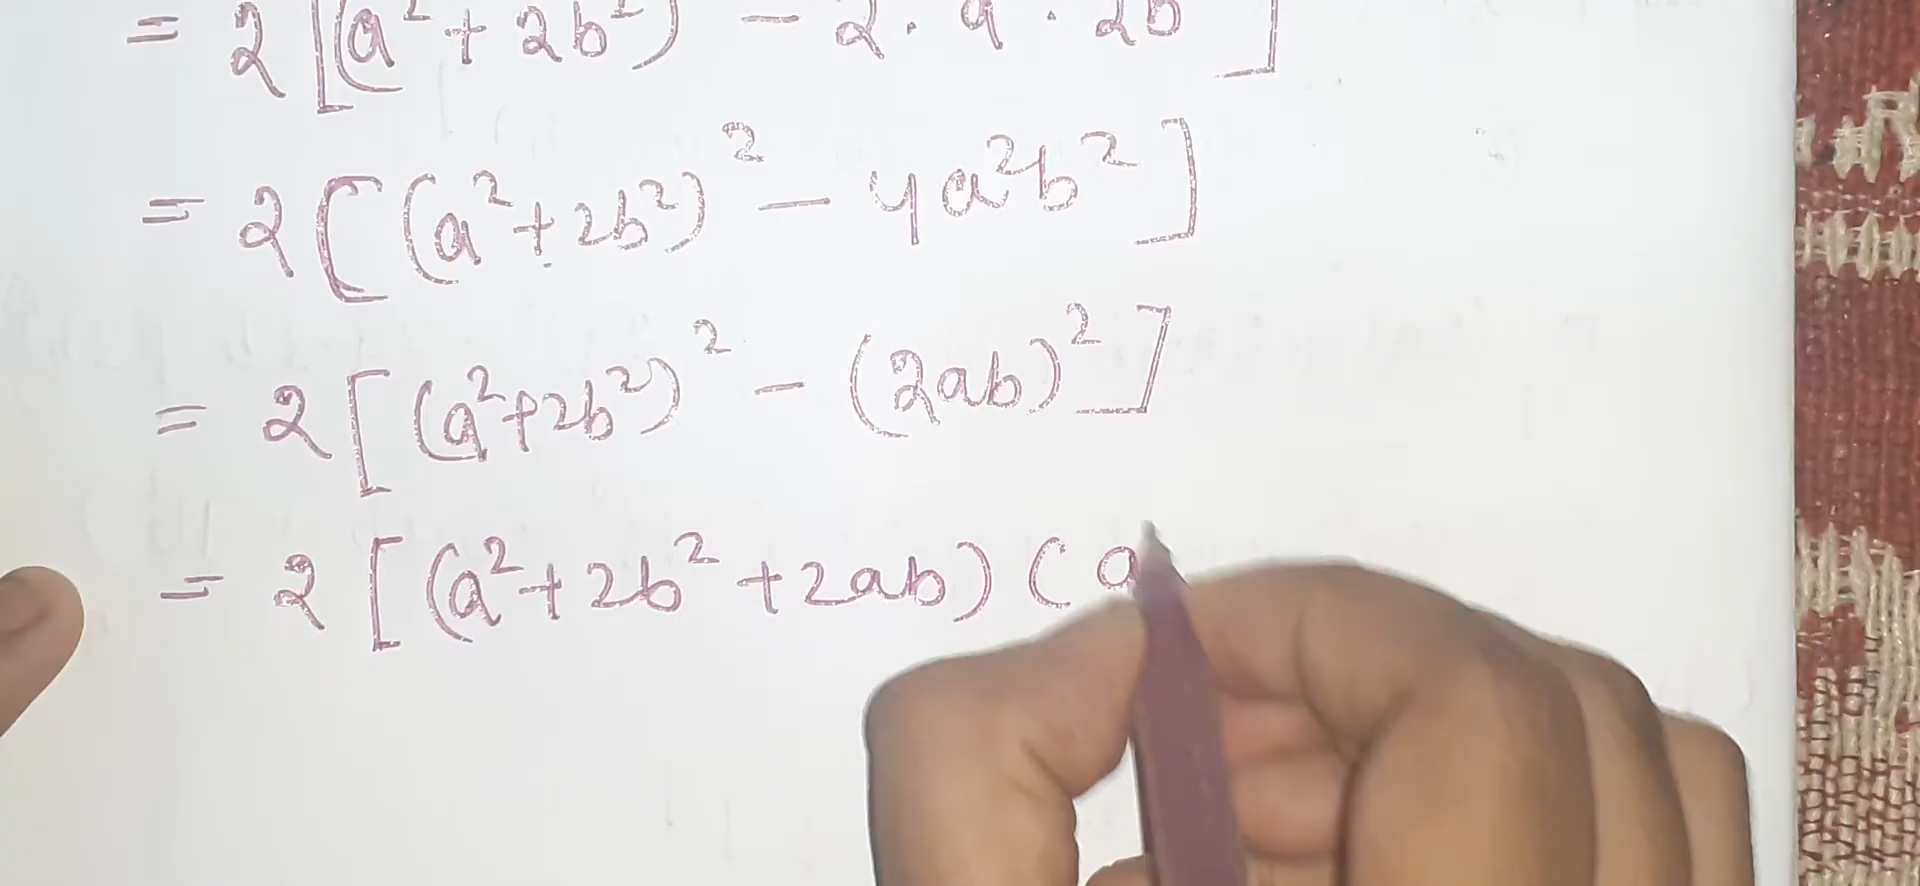 = 2 [(a² + 2b²) - 2 . a . 2b ]
= 2 [ (a² + 2b²)² - 4a²b² ]
= 2 [ (a² + 2b²)² - (2ab)² ]
= 2 [ (a² + 2b² + 2ab) ( a